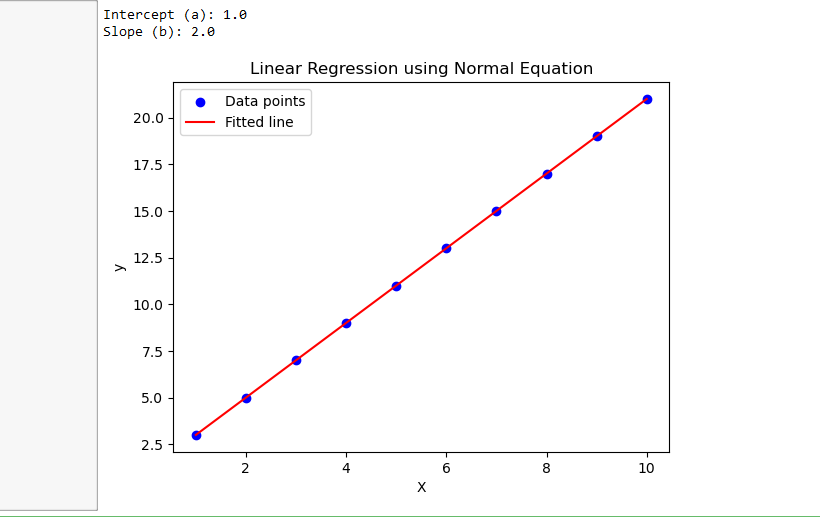 Intercept (a): 1.0
Slope (b): 2.0
Linear Regression using Normal Equation
Data points
Fitted line
20.0
17.5
15.0
12.5
10.0
7.5
5.0
2.5
y
2 4 6 8 10
X